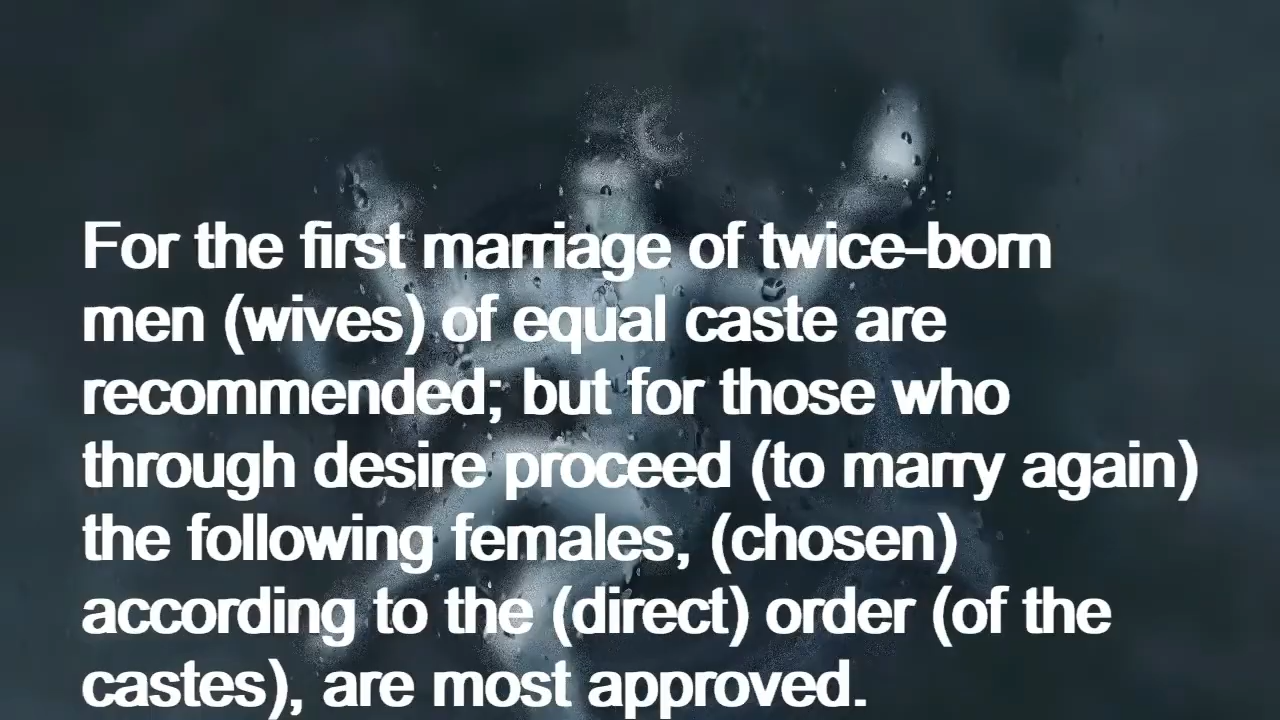 For the first marriage of twice-born
men (wives) of equal caste are
recommended; but for those who
through desire proceed (to marry again)
the following females, (chosen)
according to the (direct) order (of the
castes), are most approved.